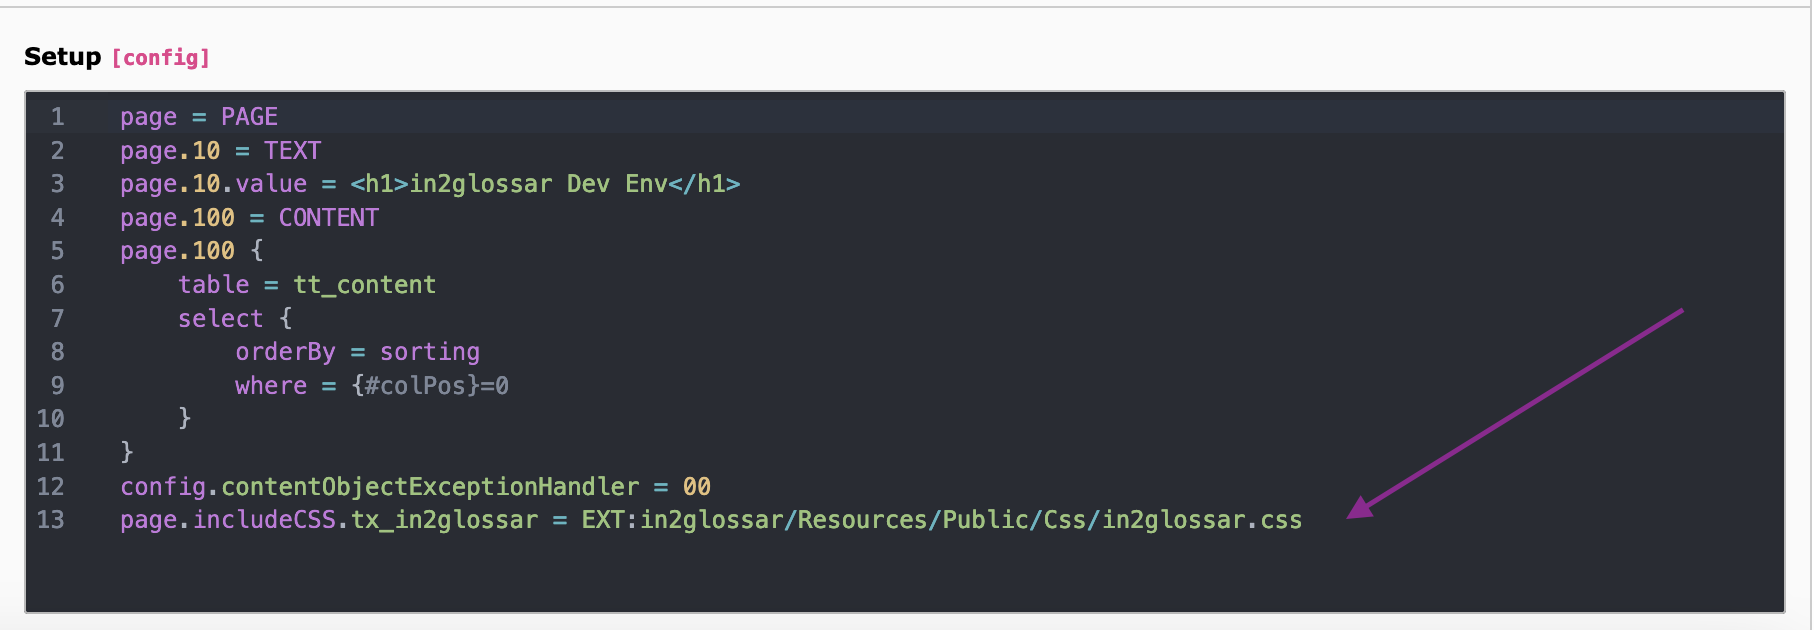 Setup [config]
1 page = PAGE
2 page.10 = TEXT
3 page.10.value = <h1>in2glossar Dev Env</h1>
4 page.100 = CONTENT
5 page.100 {
6     table = tt_content
7     select {
8         orderBy = sorting
9         where = {#colPos}=0
10     }
11 }
12 config.contentObjectExceptionHandler = 00
13 page.includeCSS.tx_in2glossar = EXT:in2glossar/Resources/Public/Css/in2glossar.css